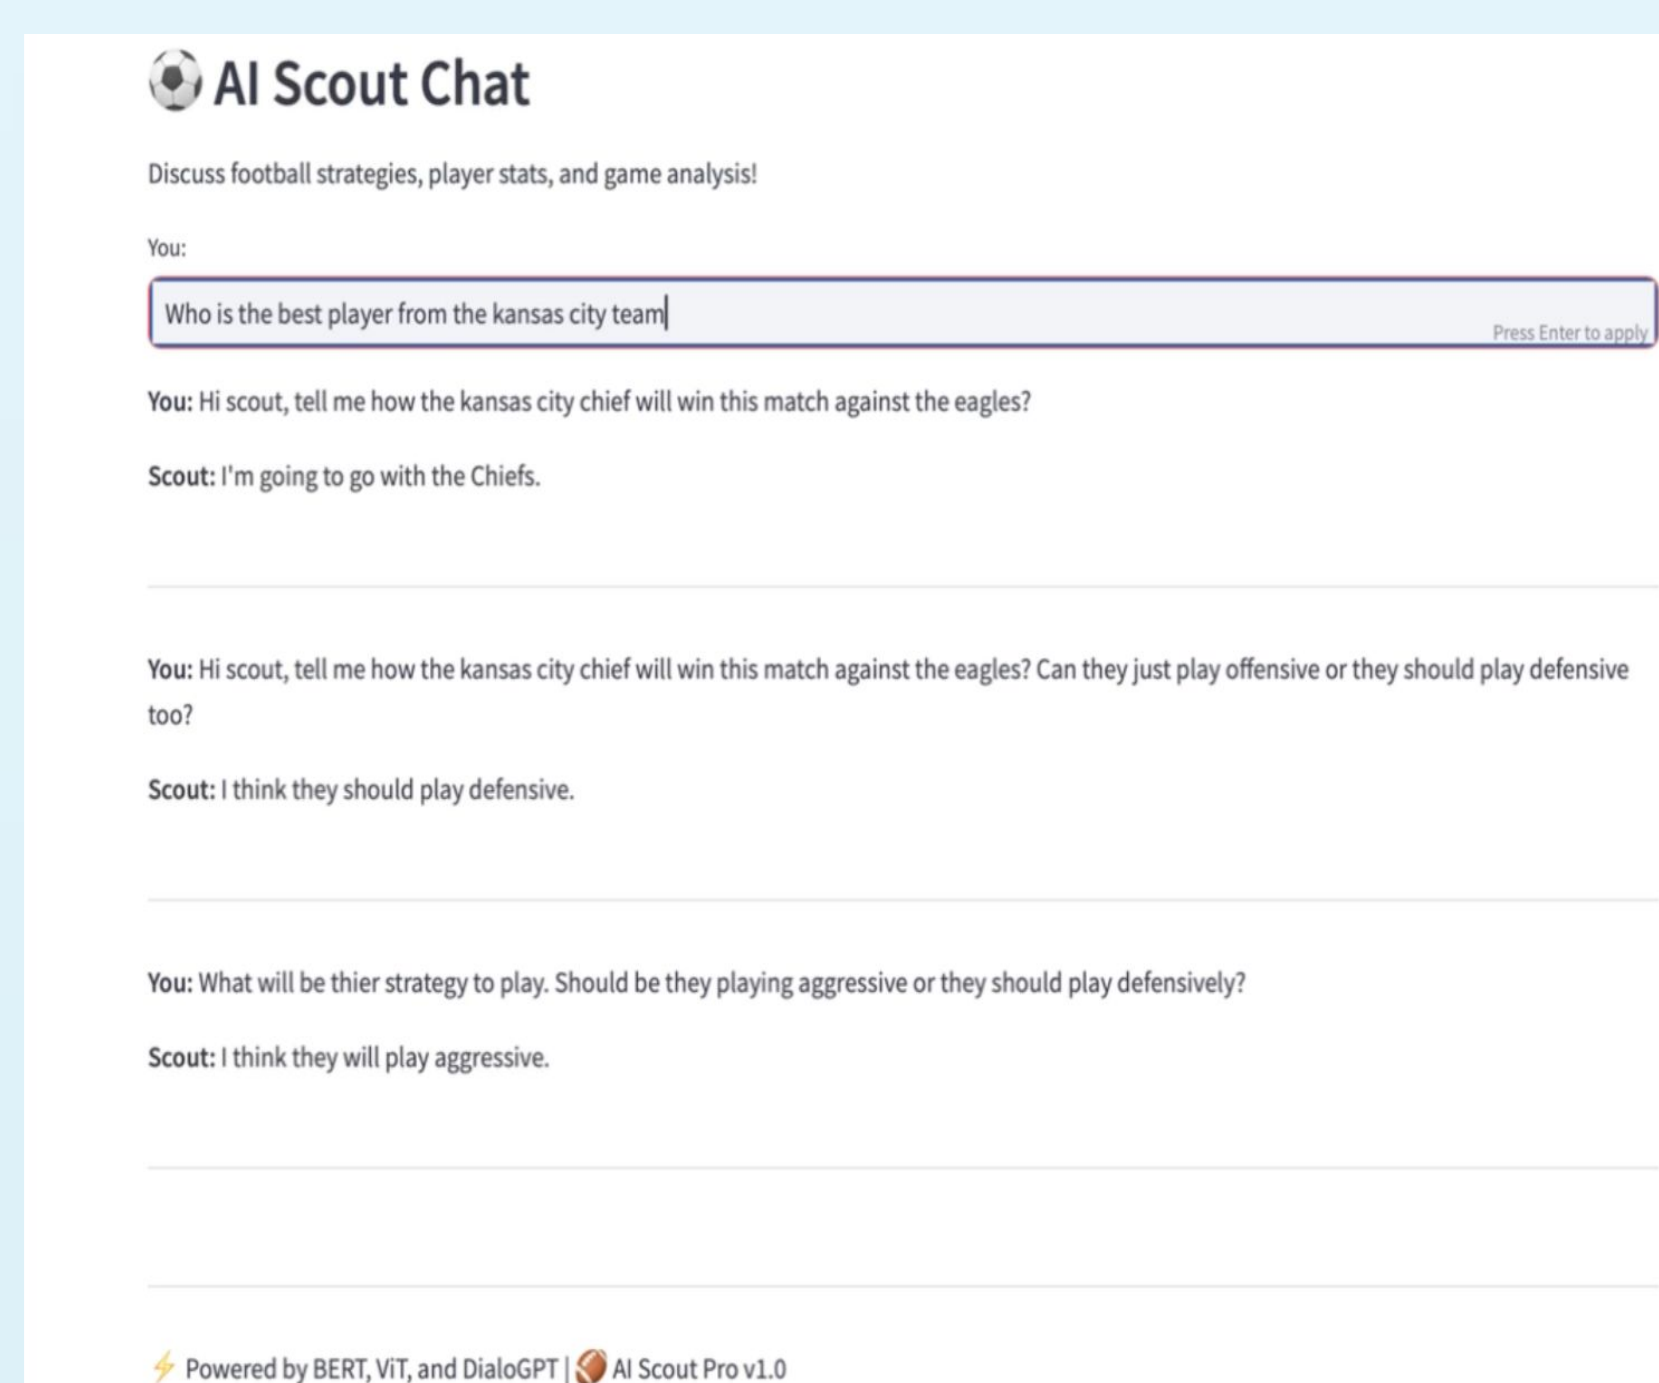 AI Scout Chat
Discuss football strategies, player stats, and game analysis!
You:
Who is the best player from the kansas city team
Press Enter to apply
You: Hi scout, tell me how the kansas city chief will win this match against the eagles?
Scout: I'm going to go with the Chiefs.
You: Hi scout, tell me how the kansas city chief will win this match against the eagles? Can they just play offensive or they should play defensive
too?
Scout: I think they should play defensive.
You: What will be thier strategy to play. Should be they playing aggressive or they should play defensively?
Scout: I think they will play aggressive.
⚡ Powered by BERT, ViT, and DialoGPT | 🏈 AI Scout Pro v1.0